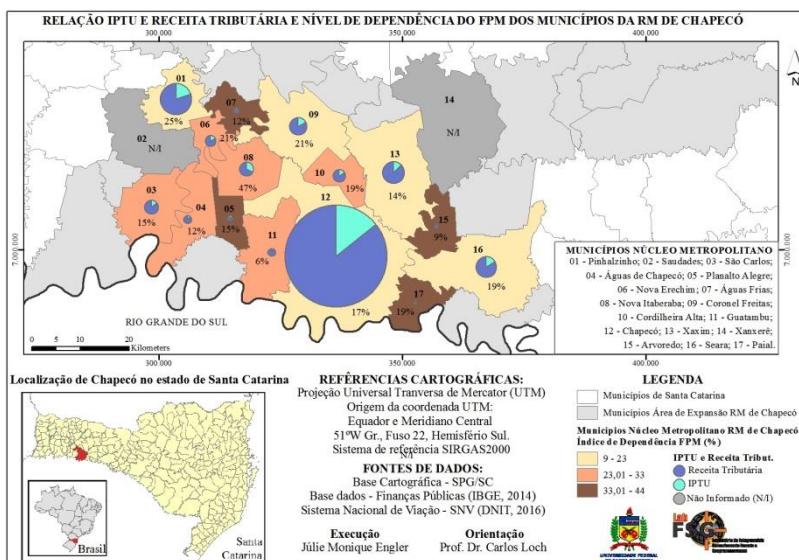 RELAÇÃO IPTU E RECEITA TRIBUTÁRIA E NÍVEL DE DEPENDÊNCIA DO FPM DOS MUNICÍPIOS DA RM DE CHAPECÓ
300.000
350.000
400.000
N
01
25%
07
12%
02
N/I
06
21%
09
21%
14
N/I
08
47%
10
19%
13
14%
03
15%
04
12%
05
15%
12
17%
11
6%
15
9%
16
19%
17
19%
7.000.000
7.000.000
RIO GRANDE DO SUL
0 5 10 20
Kilometers
300.000
350.000
400.000
MUNICÍPIOS NÚCLEO METROPOLITANO
01 - Pinhalzinho; 02 - Saudades; 03 - São Carlos;
04 - Águas de Chapecó; 05 - Planalto Alegre;
06 - Nova Erechim; 07 - Águas Frias;
08 - Nova Itaberaba; 09 - Coronel Freitas;
10 - Cordilheira Alta; 11 - Guatambu;
12 - Chapecó; 13 - Xaxim; 14 - Xanxerê;
15 - Arvoredo; 16 - Seara; 17 - Paial.
Localização de Chapecó no estado de Santa Catarina
Brasil
Santa
Catarina
REFÊRENCIAS CARTOGRÁFICAS:
Projeção Universal Tranversa de Mercator (UTM)
Origem da coordenada UTM:
Equador e Meridiano Central
51ºW Gr., Fuso 22, Hemisfério Sul.
Sistema de referência SIRGAS2000
N/I
FONTES DE DADOS:
Base Cartográfica - SPG/SC
Base dados - Finanças Públicas (IBGE, 2014)
Sistema Nacional de Viação - SNV (DNIT, 2016)
Execução
Júlie Monique Engler
Orientação
Prof. Dr. Carlos Loch
LEGENDA
Municípios de Santa Catarina
Municípios Área de Expansão RM de Chapecó
Municípios Núcleo Metropolitano RM de Chapecó
Índice de Dependência FPM (%)
9 - 23
23,01 - 33
33,01 - 44
IPTU e Receita Tribut.
Receita Tributária
IPTU
Não Informado (N/I)
UNIVERSIDADE FEDERAL
FSG